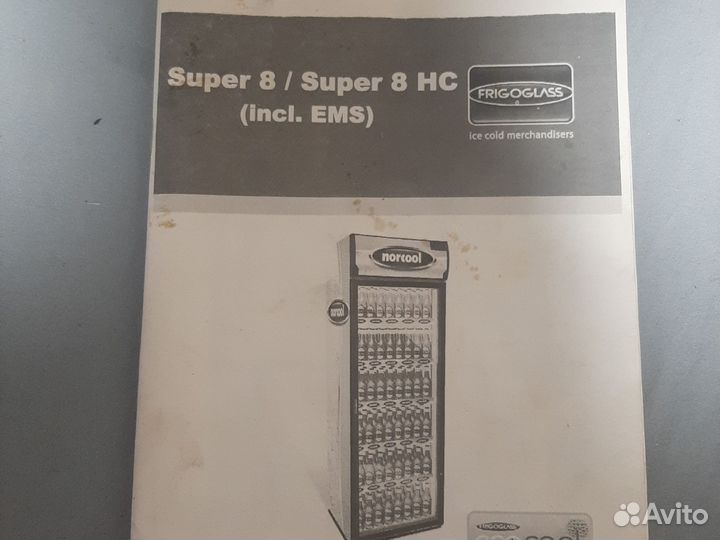 Super 8 / Super 8 HC
(incl. EMS)
FRIGOGLASS
ice cold merchandisers
norcool
norcool
FRIGOGLASS
Avito